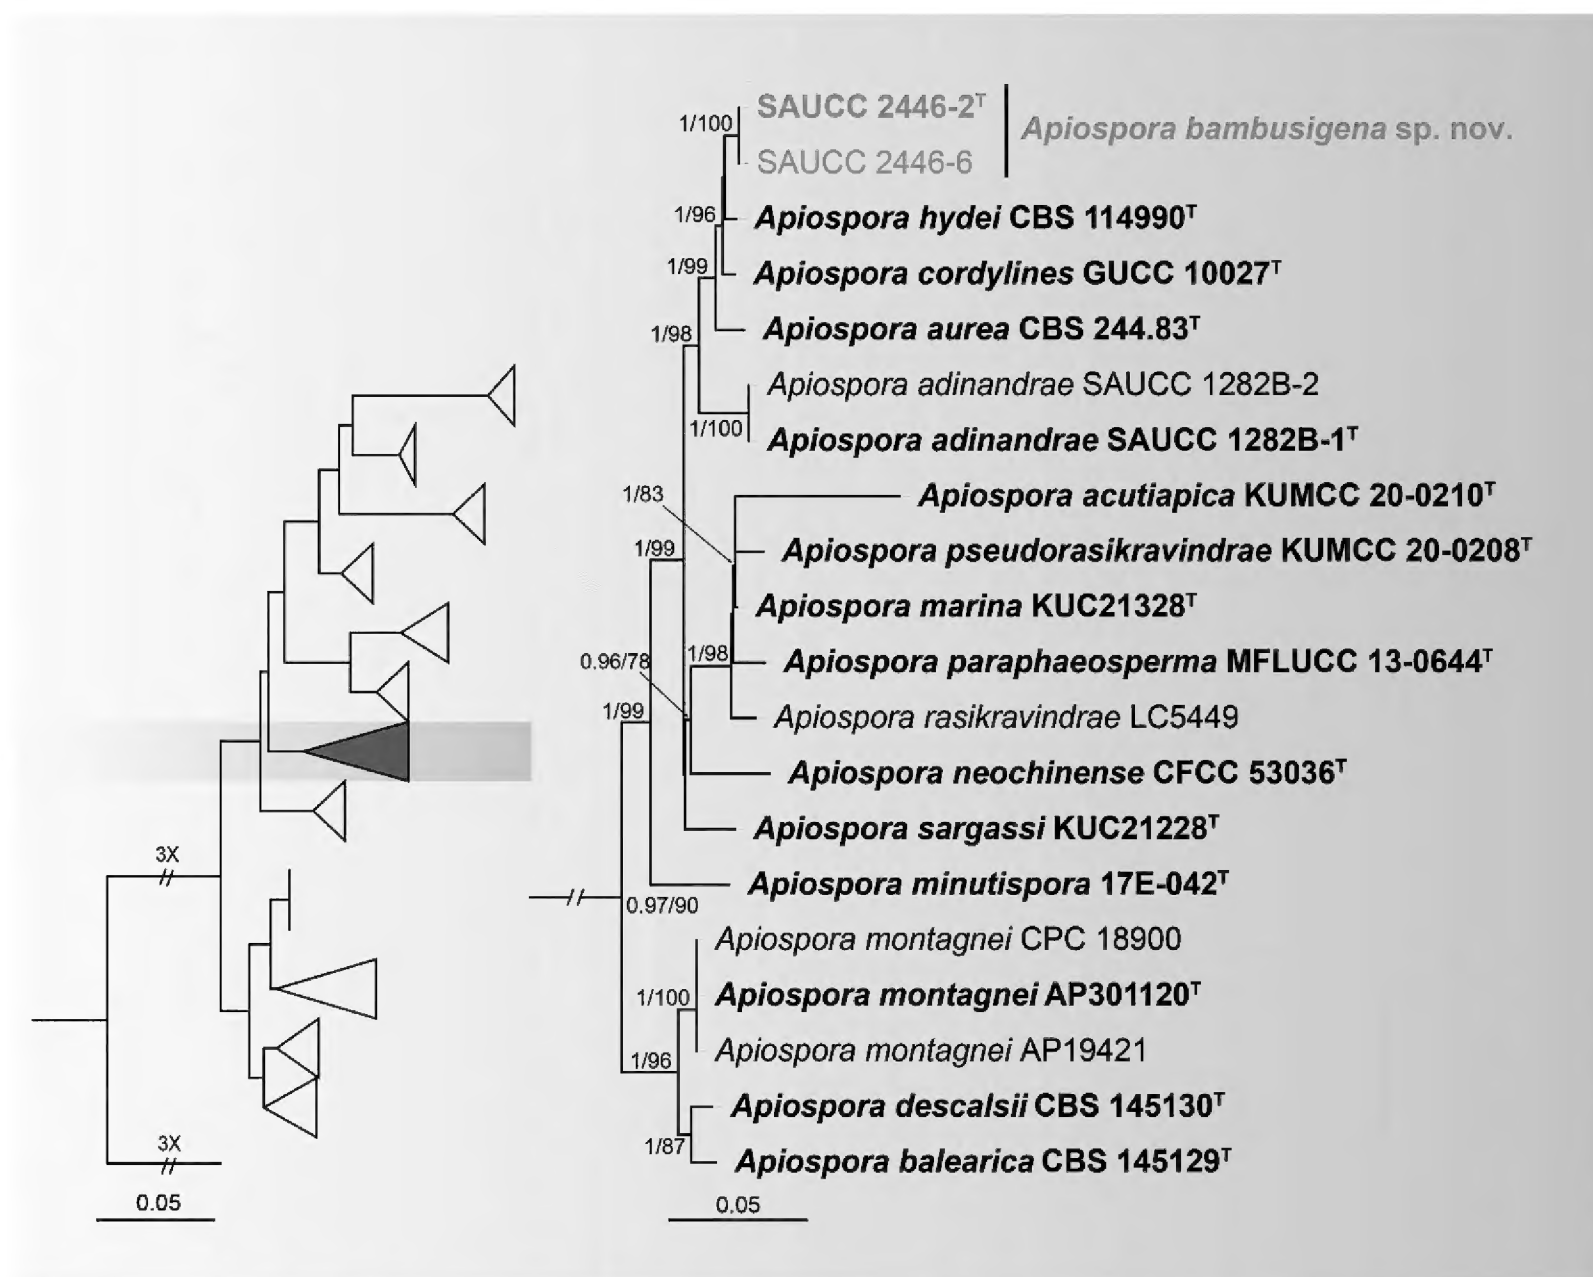 SAUCC 2446-2T
1/100
Apiospora bambusigena sp. nov.
SAUCC 2446-6
1/96
Apiospora hydei CBS 114990T
1/99
Apiospora cordylines GUCC 10027T
1/98
Apiospora aurea CBS 244.83T
Apiospora adinandrae SAUCC 1282B-2
1/100
Apiospora adinandrae SAUCC 1282B-1T
1/83
Apiospora acutiapica KUMCC 20-0210T
1/99
Apiospora pseudorasikravindrae KUMCC 20-0208T
Apiospora marina KUC21328T
0.96/78
1/98
Apiospora paraphaeosperma MFLUCC 13-0644T
1/99
Apiospora rasikravindrae LC5449
Apiospora neochinense CFCC 53036T
Apiospora sargassi KUC21228T
3X
Apiospora minutispora 17E-042T
0.97/90
Apiospora montagnei CPC 18900
1/100
Apiospora montagnei AP301120T
Apiospora montagnei AP19421
1/96
Apiospora descalsii CBS 145130T
3X
1/87
Apiospora balearica CBS 145129T
0.05
0.05